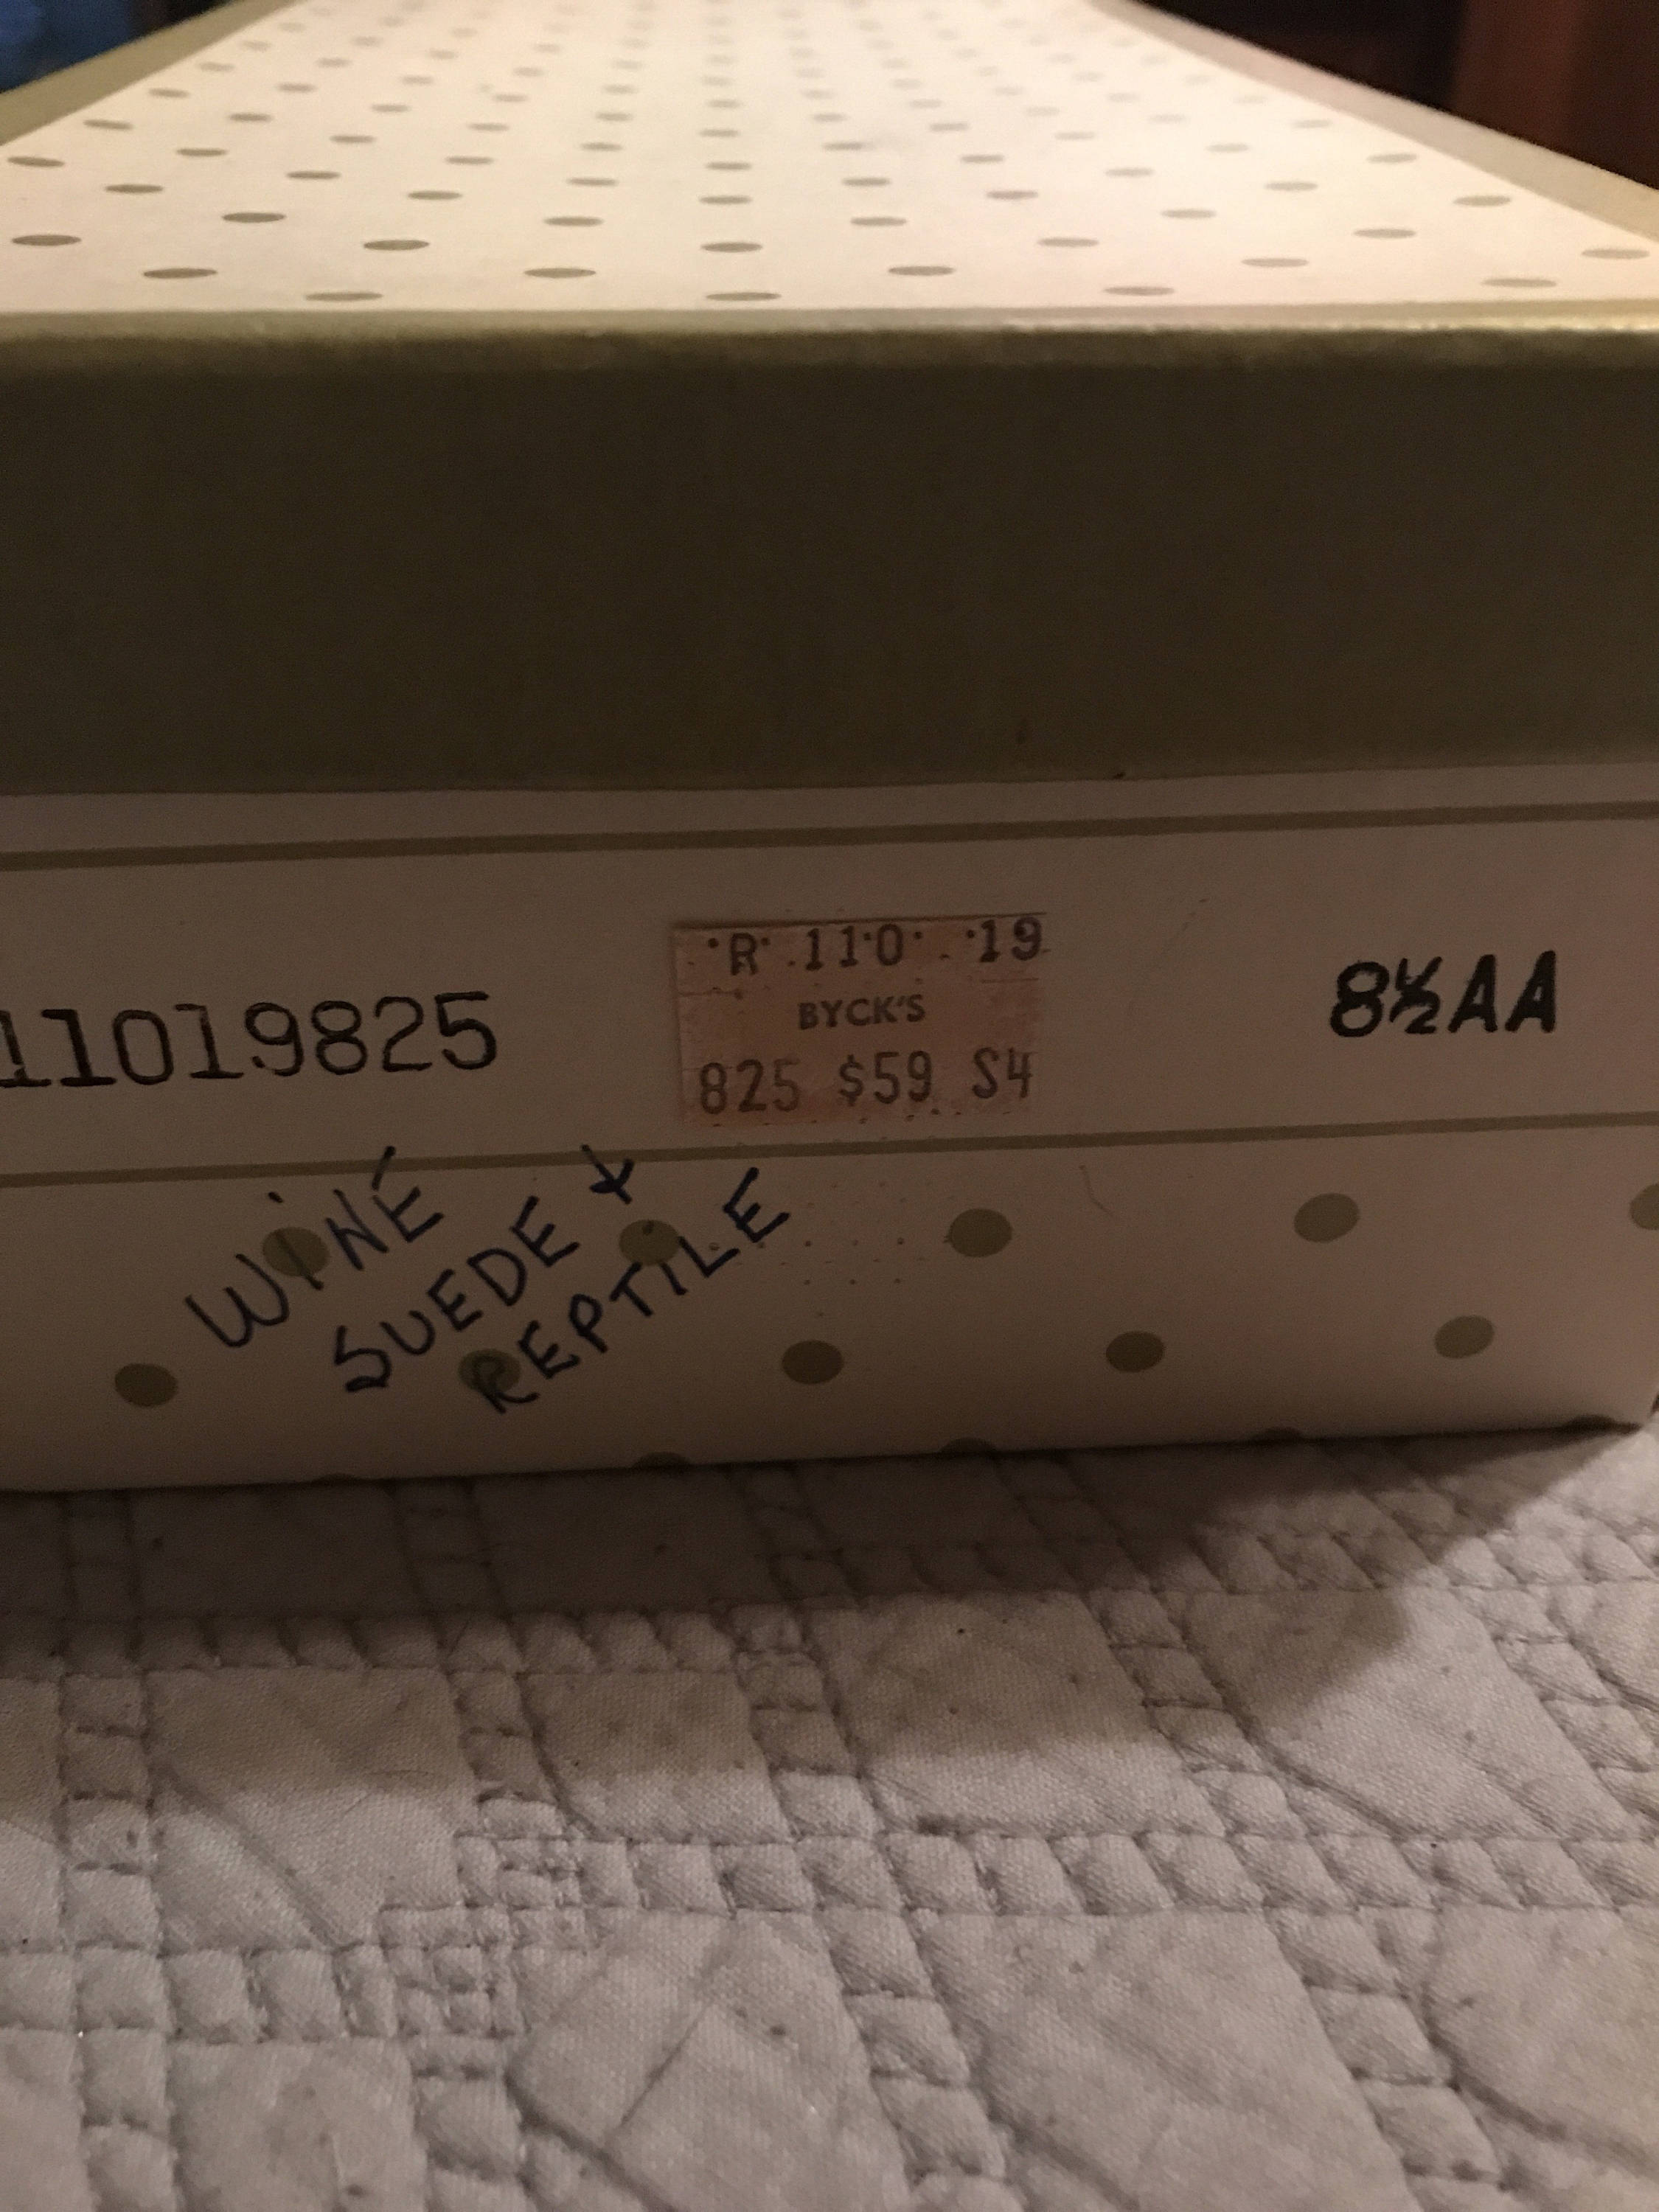 11019825
R 110 19
BYCK'S
825 $59 S4
8½AA
WINE
SUEDE &
REPTILE